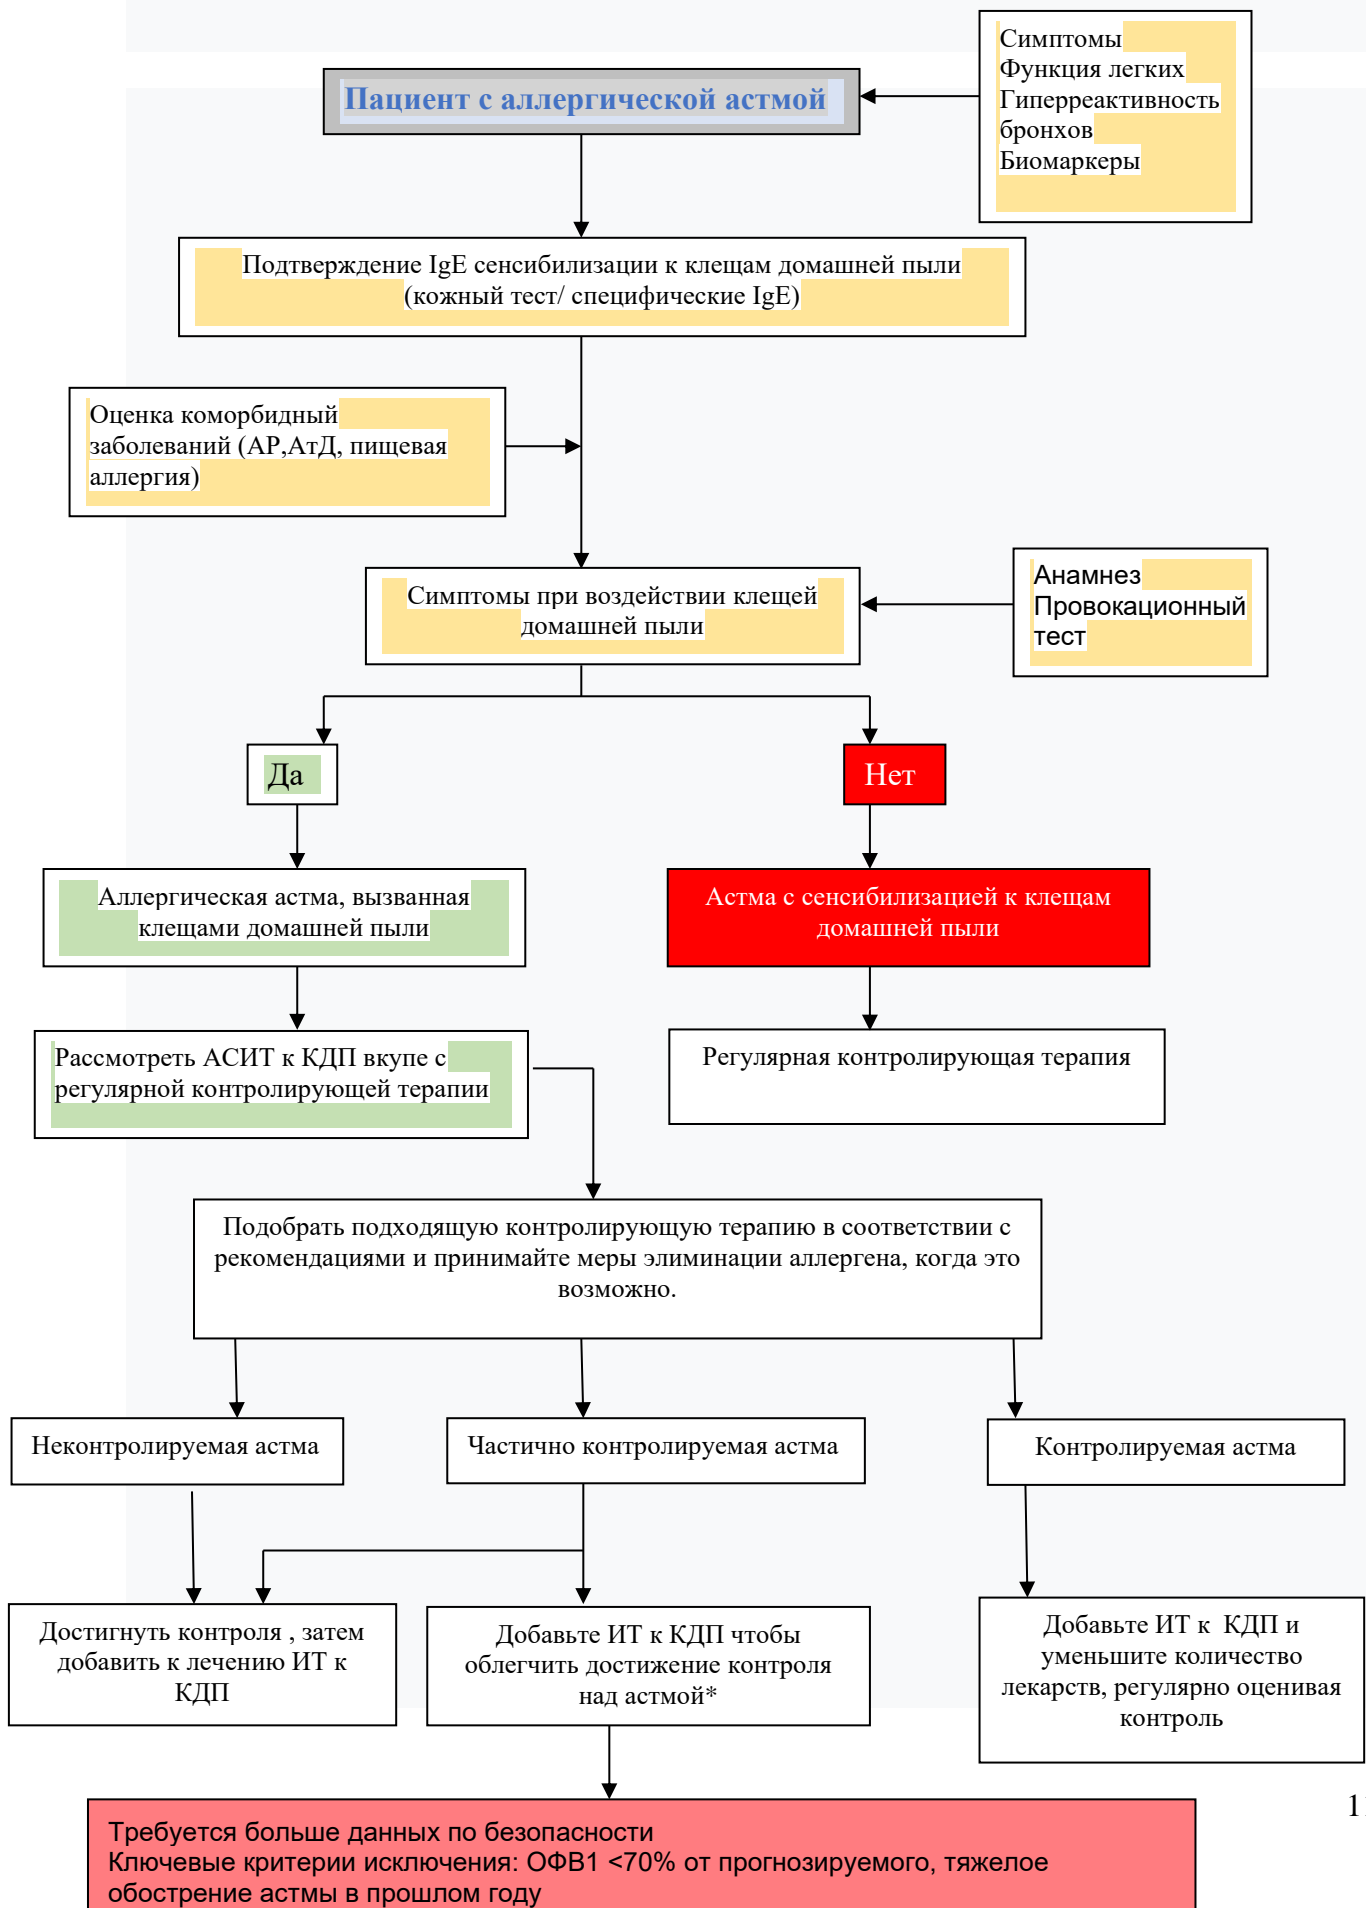 Симптомы
Функция легких
Гиперреактивность
бронхов
Биомаркеры
Пациент с аллергической астмой
Подтверждение IgE сенсибилизации к клещам домашней пыли
(кожный тест/ специфические IgE)
Оценка коморбидный
заболеваний (АР,АтД, пищевая
аллергия)
Симптомы при воздействии клещей
домашней пыли
Анамнез
Провокационный
тест
Да
Нет
Аллергическая астма, вызванная
клещами домашней пыли
Астма с сенсибилизацией к клещам
домашней пыли
Рассмотреть АСИТ к КДП вкупе с
регулярной контролирующей терапии
Регулярная контролирующая терапия
Подобрать подходящую контролирующую терапию в соответствии с
рекомендациями и принимайте меры элиминации аллергена, когда это
возможно.
Неконтролируемая астма
Частично контролируемая астма
Контролируемая астма
Достигнуть контроля , затем
добавить к лечению ИТ к
КДП
Добавьте ИТ к КДП чтобы
облегчить достижение контроля
над астмой*
Добавьте ИТ к  КДП и
уменьшите количество
лекарств, регулярно оценивая
контроль
Требуется больше данных по безопасности
Ключевые критерии исключения: ОФВ1 <70% от прогнозируемого, тяжелое
обострение астмы в прошлом году